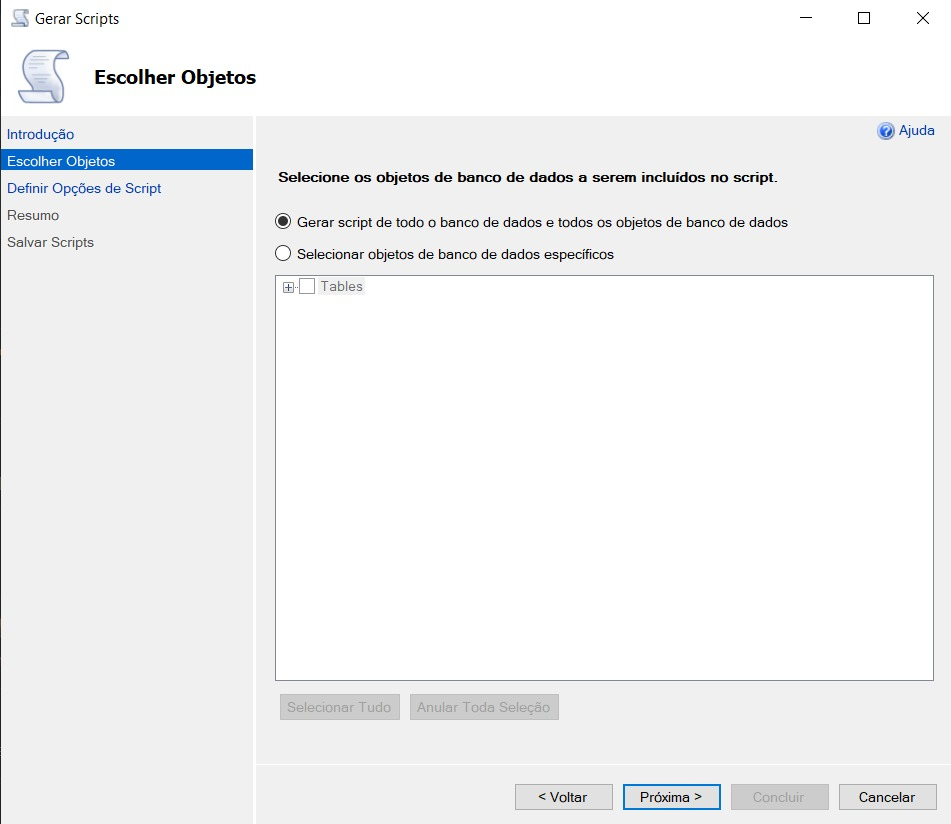 Gerar Scripts
Escolher Objetos
Introdução
Escolher Objetos
Definir Opções de Script
Resumo
Salvar Scripts
Ajuda
Selecione os objetos de banco de dados a serem incluídos no script.
Gerar script de todo o banco de dados e todos os objetos de banco de dados
Selecionar objetos de banco de dados específicos
Tables
Selecionar Tudo
Anular Toda Seleção
< Voltar
Próxima >
Concluir
Cancelar